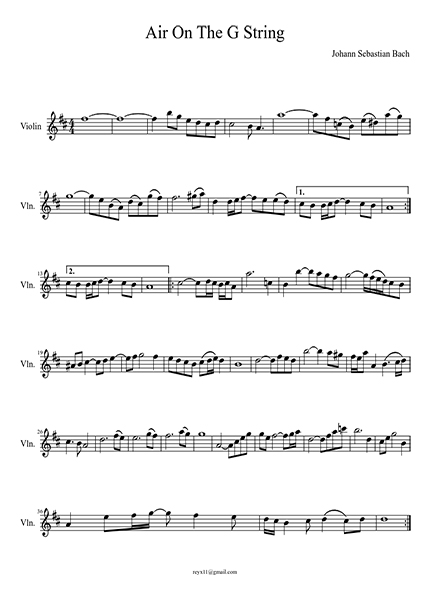 Air On The G String
Johann Sebastian Bach
Violin
7
Vln.
1.
13
Vln.
2.
19
Vln.
26
Vln.
Vln.
reyx11@gmail.com